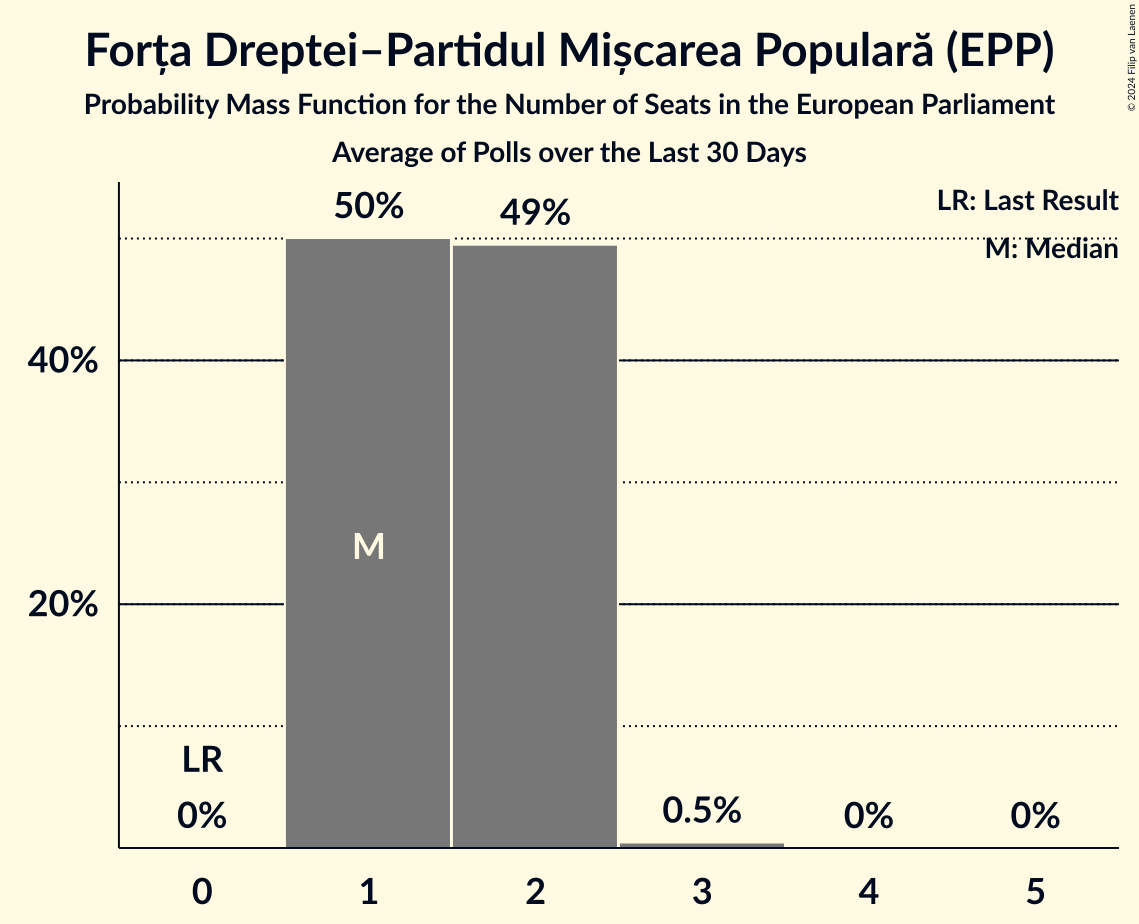 Forța Dreptei–Partidul Mișcarea Populară (EPP)
Probability Mass Function for the Number of Seats in the European Parliament
Average of Polls over the Last 30 Days
© 2024 Filip van Laenen
LR: Last Result
M: Median
50%
49%
40%
M
20%
LR
0%
0.5%
0%
0%
0 1 2 3 4 5